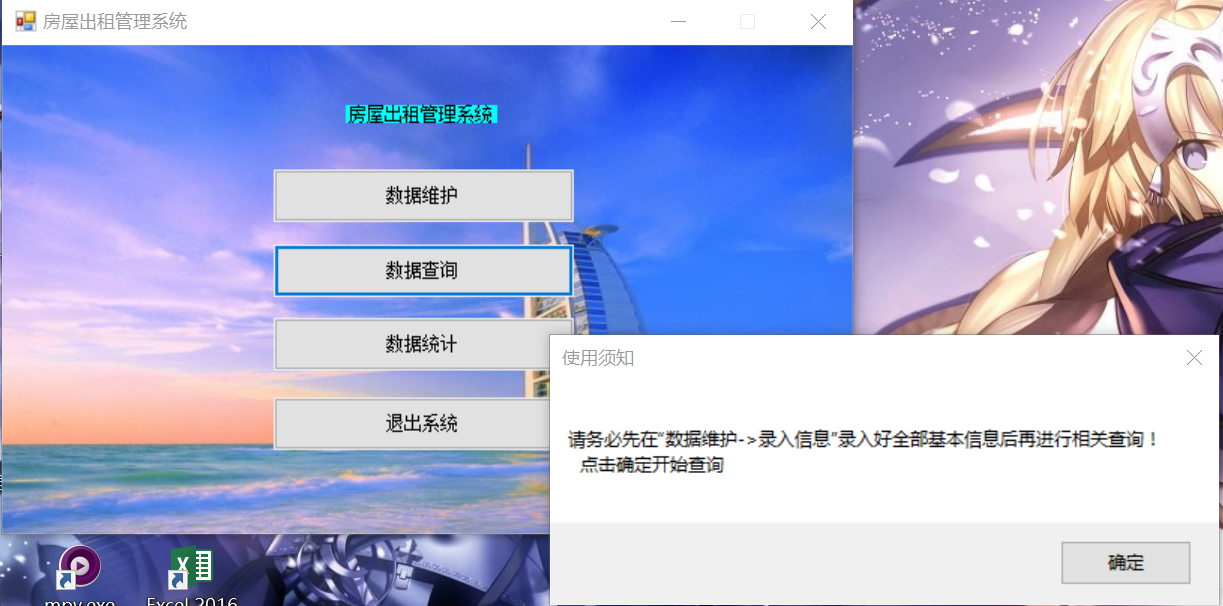 房屋出租管理系统
房屋出租管理系统
数据维护
数据查询
数据统计
退出系统
使用须知
请务必先在“数据维护->录入信息”录入好全部基本信息后再进行相关查询！
点击确定开始查询
确定
mpv.exe
Excel 2016